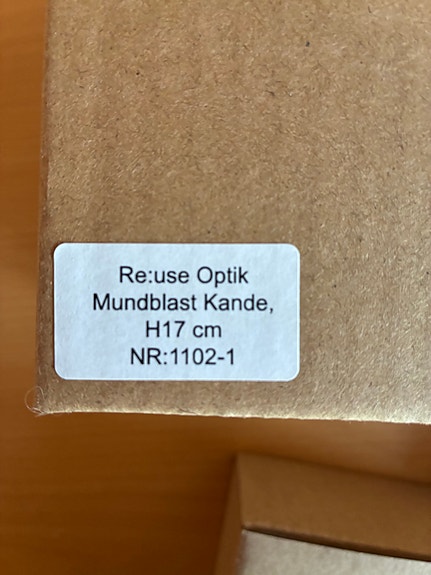 Re:use Optik
Mundblast Kande,
H17 cm
NR:1102-1